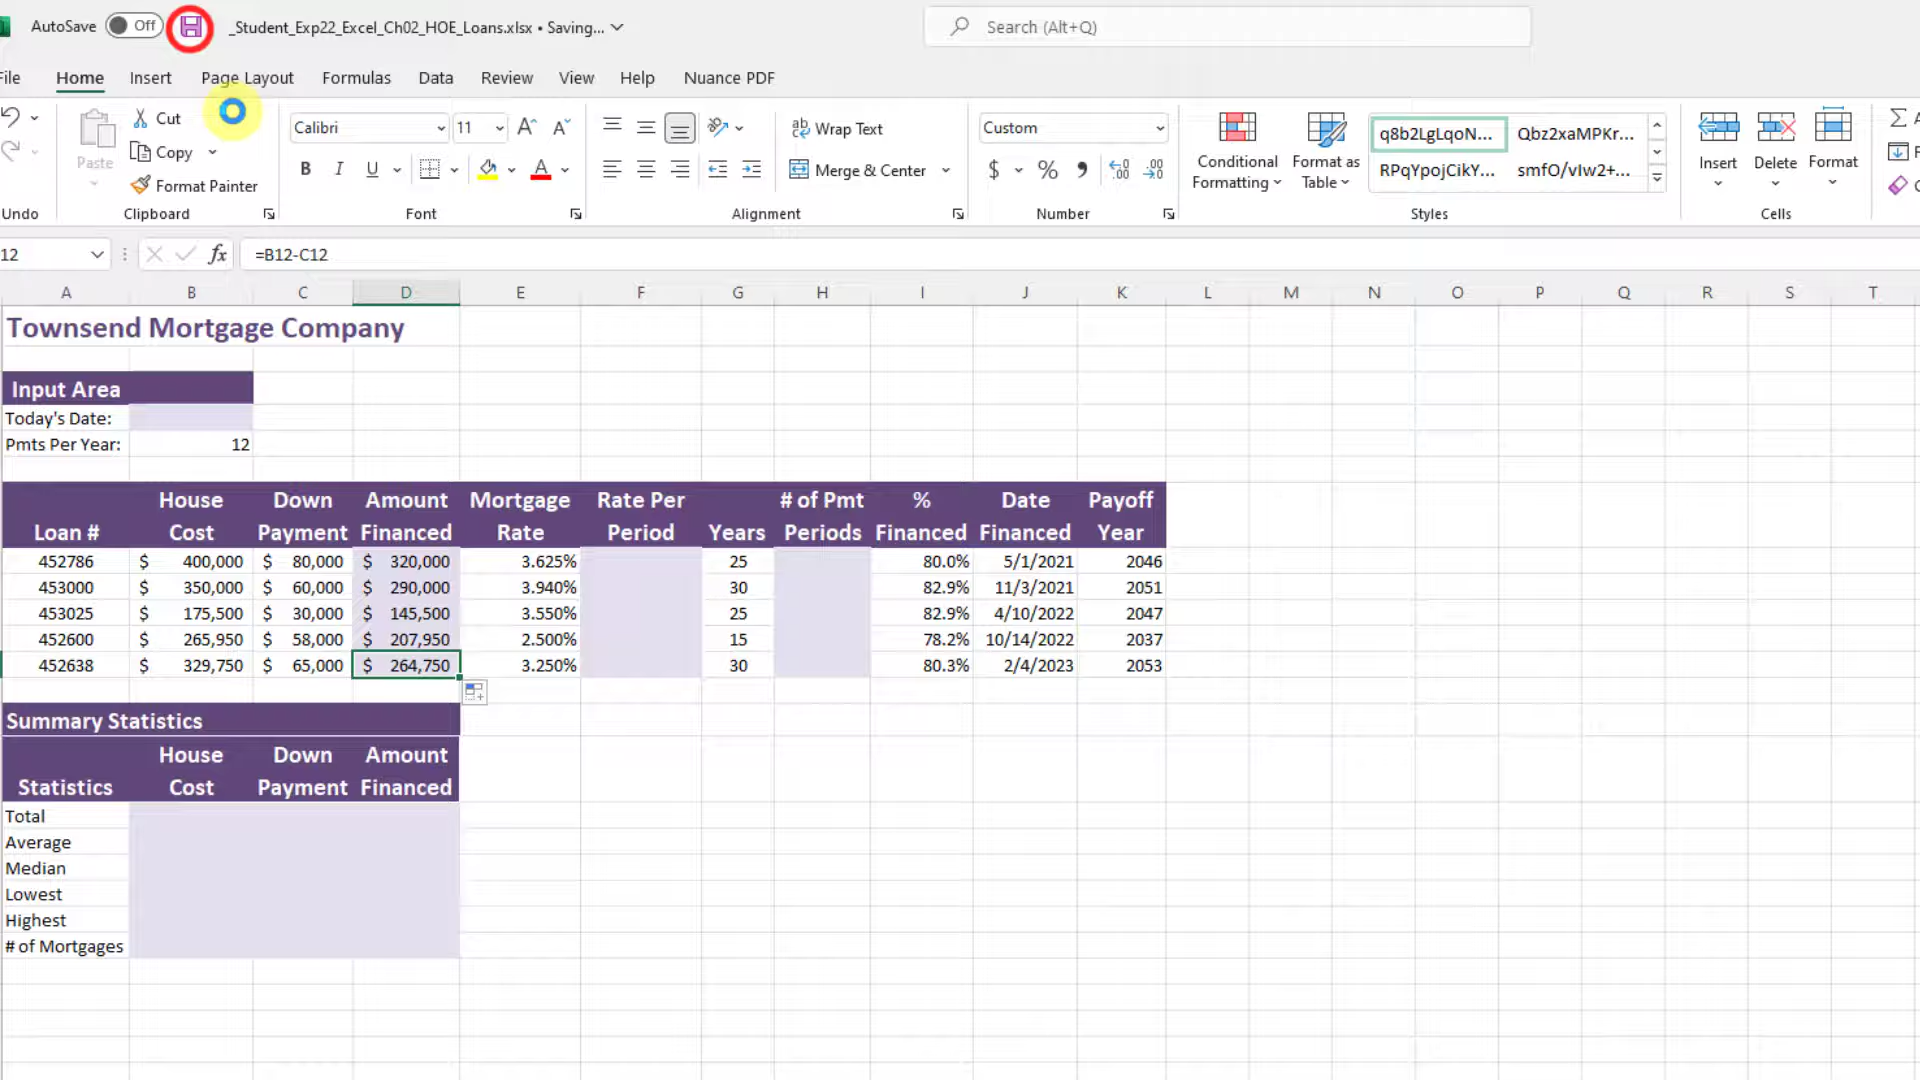 AutoSave Off _Student_Exp22_Excel_Ch02_HOE_Loans.xlsx • Saving... Search (Alt+Q)
File Home Insert Page Layout Formulas Data Review View Help Nuance PDF
Cut Calibri 11 Wrap Text Custom q8b2LgLqoN... Qbz2xaMPKr...
Paste Copy Merge & Center $ % Conditional Formatting Format as Table RPqYpojCikY... smfO/vIw2+... Insert Delete Format
Format Painter B I U A
Undo Clipboard Font Alignment Number Styles Cells
12 fx =B12-C12
A B C D E F G H I J K L M N O P Q R S T
Townsend Mortgage Company
Input Area
Today's Date:
Pmts Per Year: 12
House Down Amount Mortgage Rate Per # of Pmt % Date Payoff
Loan # Cost Payment Financed Rate Period Years Periods Financed Financed Year
452786 $ 400,000 $ 80,000 $ 320,000 3.625% 25 80.0% 5/1/2021 2046
453000 $ 350,000 $ 60,000 $ 290,000 3.940% 30 82.9% 11/3/2021 2051
453025 $ 175,500 $ 30,000 $ 145,500 3.550% 25 82.9% 4/10/2022 2047
452600 $ 265,950 $ 58,000 $ 207,950 2.500% 15 78.2% 10/14/2022 2037
452638 $ 329,750 $ 65,000 $ 264,750 3.250% 30 80.3% 2/4/2023 2053
Summary Statistics
House Down Amount
Statistics Cost Payment Financed
Total
Average
Median
Lowest
Highest
# of Mortgages